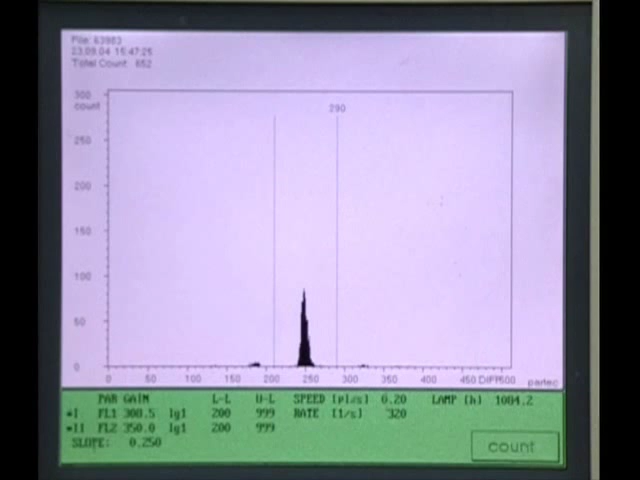 File: 63983
23.09.04 15:47:25
Total Count 652
300
count
290
250
200
150
100
50
0
0 50 100 150 200 250 300 350 400 450 DIFF500
partec
PAR GAIN L-L U-L SPEED [pl/s] 0.20 LAMP [h] 1004.2
*I FL1 300.5 lg1 200 999 RATE [1/s] 320
*II FL2 350.0 lg1 200 999
SLOPE: 0.250
count